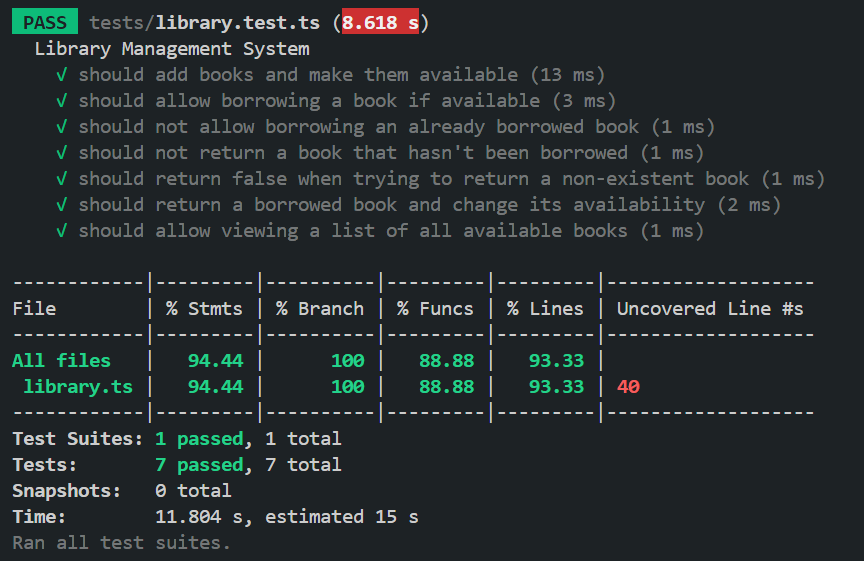 PASS tests/library.test.ts (8.618 s)
  Library Management System
    √ should add books and make them available (13 ms)
    √ should allow borrowing a book if available (3 ms)
    √ should not allow borrowing an already borrowed book (1 ms)
    √ should not return a book that hasn't been borrowed (1 ms)
    √ should return false when trying to return a non-existent book (1 ms)
    √ should return a borrowed book and change its availability (2 ms)
    √ should allow viewing a list of all available books (1 ms)

------------|---------|----------|---------|---------|-------------------
File        | % Stmts | % Branch | % Funcs | % Lines | Uncovered Line #s
------------|---------|----------|---------|---------|-------------------
All files   |   94.44 |      100 |   88.88 |   93.33 |
 library.ts |   94.44 |      100 |   88.88 |   93.33 | 40
------------|---------|----------|---------|---------|-------------------
Test Suites: 1 passed, 1 total
Tests:       7 passed, 7 total
Snapshots:   0 total
Time:        11.804 s, estimated 15 s
Ran all test suites.